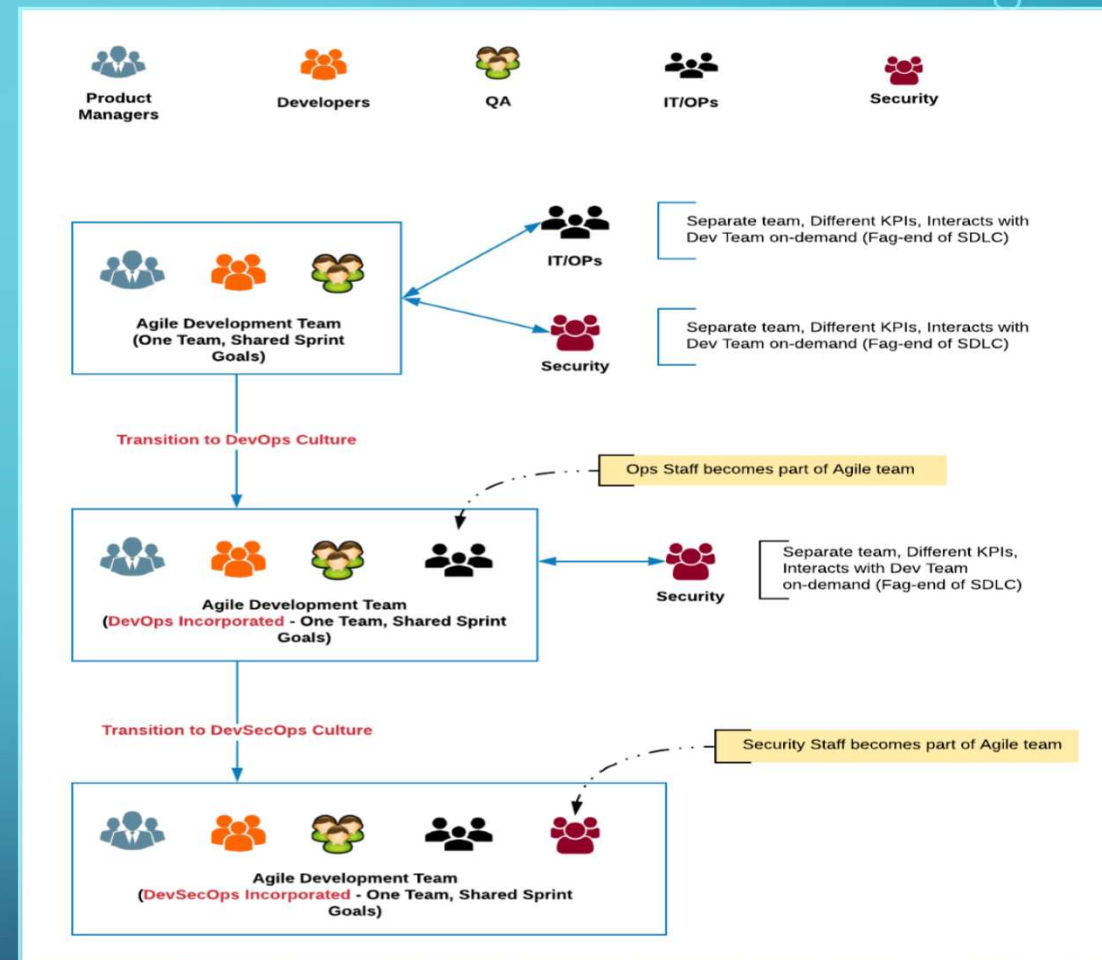 Product
Managers
Developers
QA
IT/OPs
Security
Separate team, Different KPIs, Interacts with
Dev Team on-demand (Fag-end of SDLC)
IT/OPs
Agile Development Team
(One Team, Shared Sprint
Goals)
Separate team, Different KPIs, Interacts with
Dev Team on-demand (Fag-end of SDLC)
Security
Transition to DevOps Culture
Ops Staff becomes part of Agile team
Separate team, Different KPIs,
Interacts with Dev Team
on-demand (Fag-end of SDLC)
Security
Agile Development Team
(DevOps Incorporated - One Team, Shared Sprint
Goals)
Transition to DevSecOps Culture
Security Staff becomes part of Agile team
Agile Development Team
(DevSecOps Incorporated - One Team, Shared Sprint
Goals)